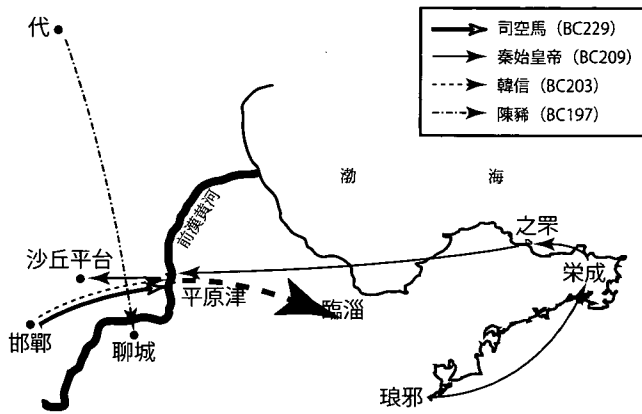 代
司空馬（BC229）
秦始皇帝（BC209）
韓信（BC203）
陳豨（BC197）
渤 海
前漢黄河
之罘
沙丘平台
栄成
平原津
臨淄
邯鄲
聊城
琅邪